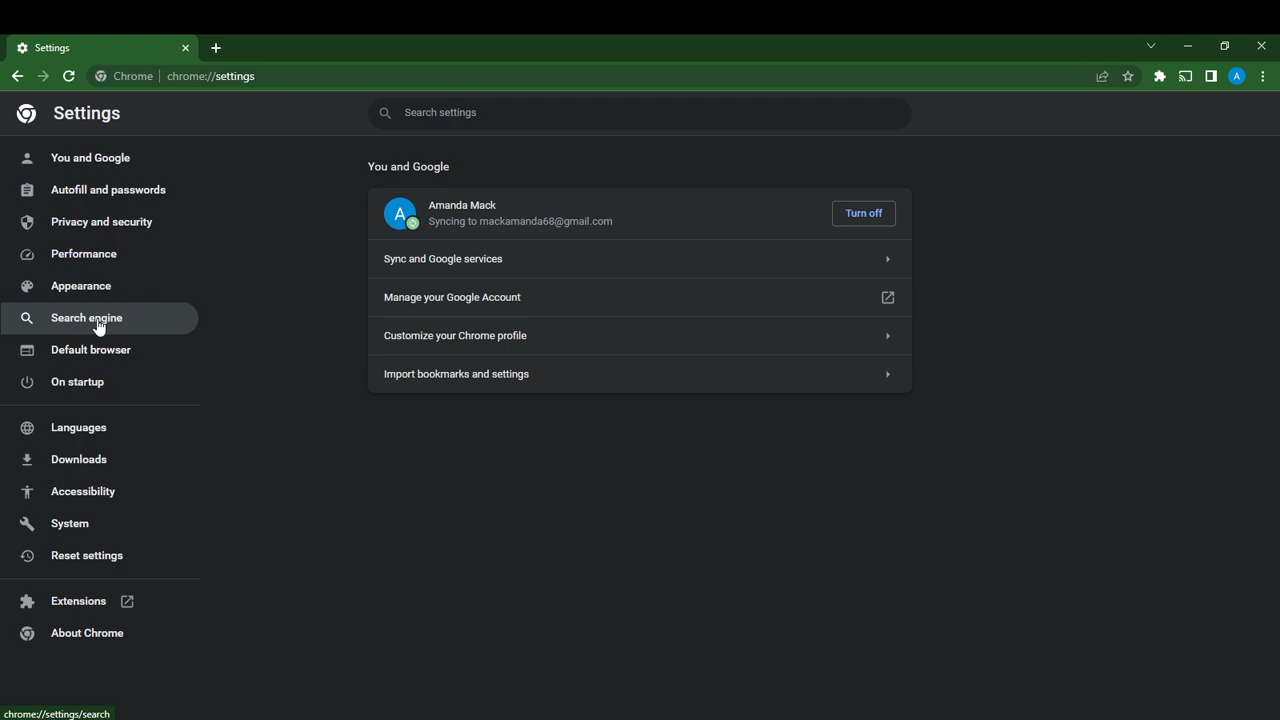 Settings
Chrome | chrome://settings
Settings
Search settings
You and Google
Autofill and passwords
Privacy and security
Performance
Appearance
Search engine
Default browser
On startup
Languages
Downloads
Accessibility
System
Reset settings
Extensions
About Chrome
You and Google
A
Amanda Mack
Syncing to mackamanda68@gmail.com
Turn off
Sync and Google services
Manage your Google Account
Customize your Chrome profile
Import bookmarks and settings
A
chrome://settings/search